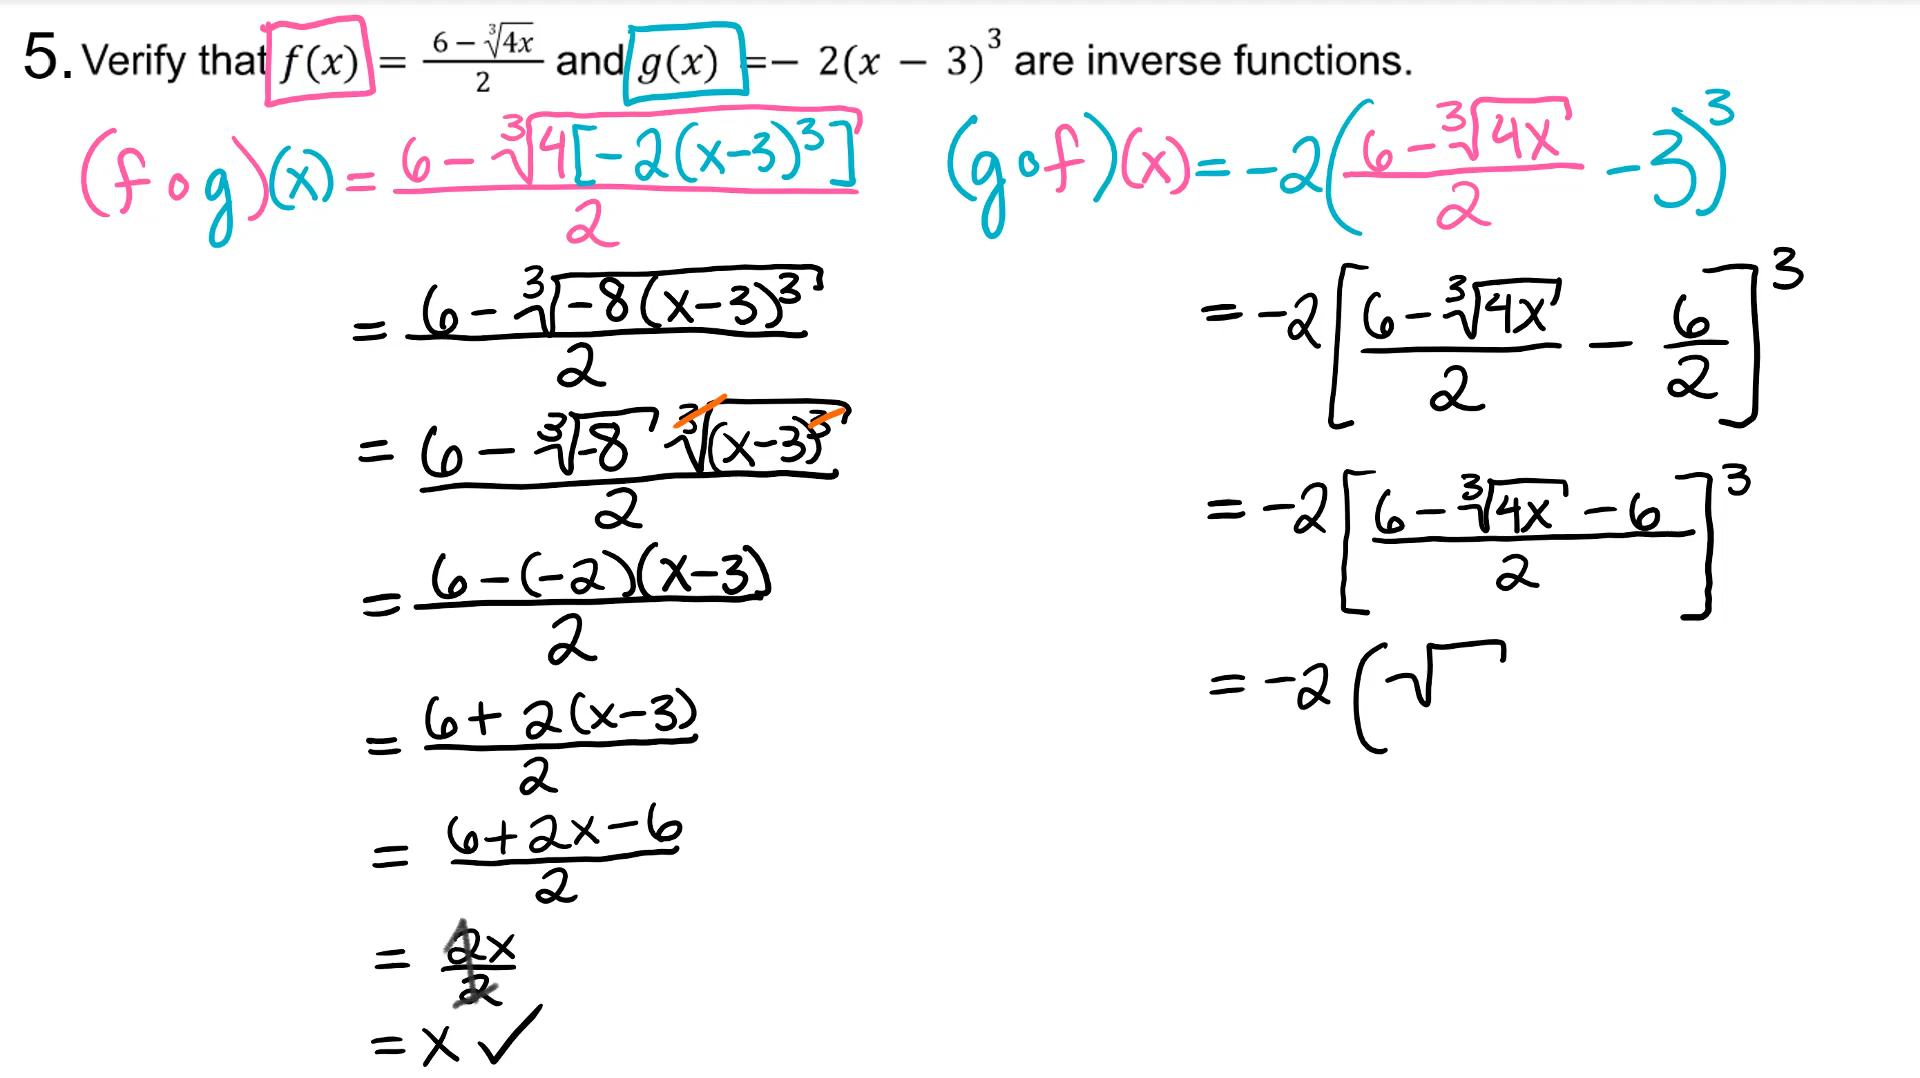 5. Verify that f(x) = (6 − ∛4x)/2 and g(x) = − 2(x − 3)³ are inverse functions.
(f ∘ g)(x) = (6 − ∛4[−2(x−3)³])/2
= (6 − ∛−8(x−3)³)/2
= (6 − ∛−8 ∛(x−3)³)/2
= (6 − (−2)(x−3))/2
= (6 + 2(x−3))/2
= (6+2x−6)/2
= 2x/2
= x ✓
(g ∘ f)(x) = −2((6−∛4x)/2 − 3)³
= −2[(6−∛4x)/2 − 6/2]³
= −2[(6−∛4x −6)/2]³
= −2(√